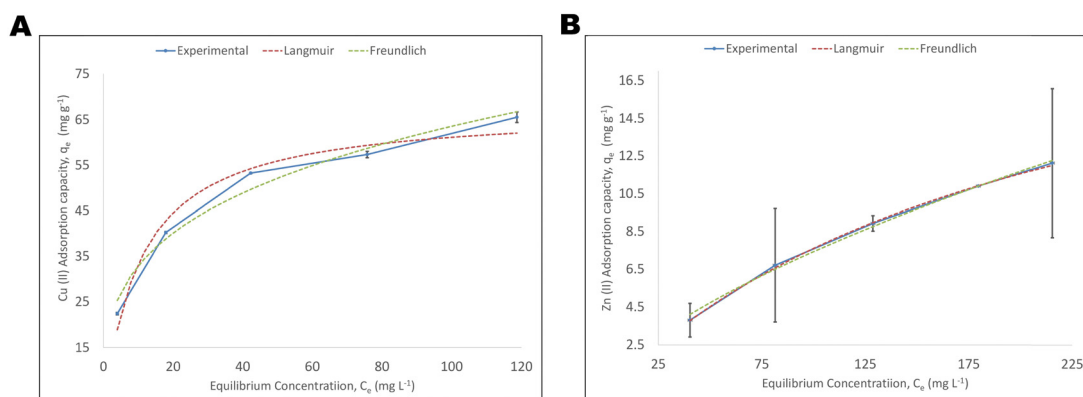 A
Experimental Langmuir Freundlich
Cu (II) Adsorption capacity, qₑ (mg g⁻¹)
75
65
55
45
35
25
15
0 20 40 60 80 100 120
Equilibrium Concentratiion, Cₑ (mg L⁻¹)
B
Experimental Langmuir Freundlich
Zn (II) Adsorption capacity, qₑ (mg g⁻¹)
16.5
14.5
12.5
10.5
8.5
6.5
4.5
2.5
25 75 125 175 225
Equilibrium Concentratiion, Cₑ (mg L⁻¹)